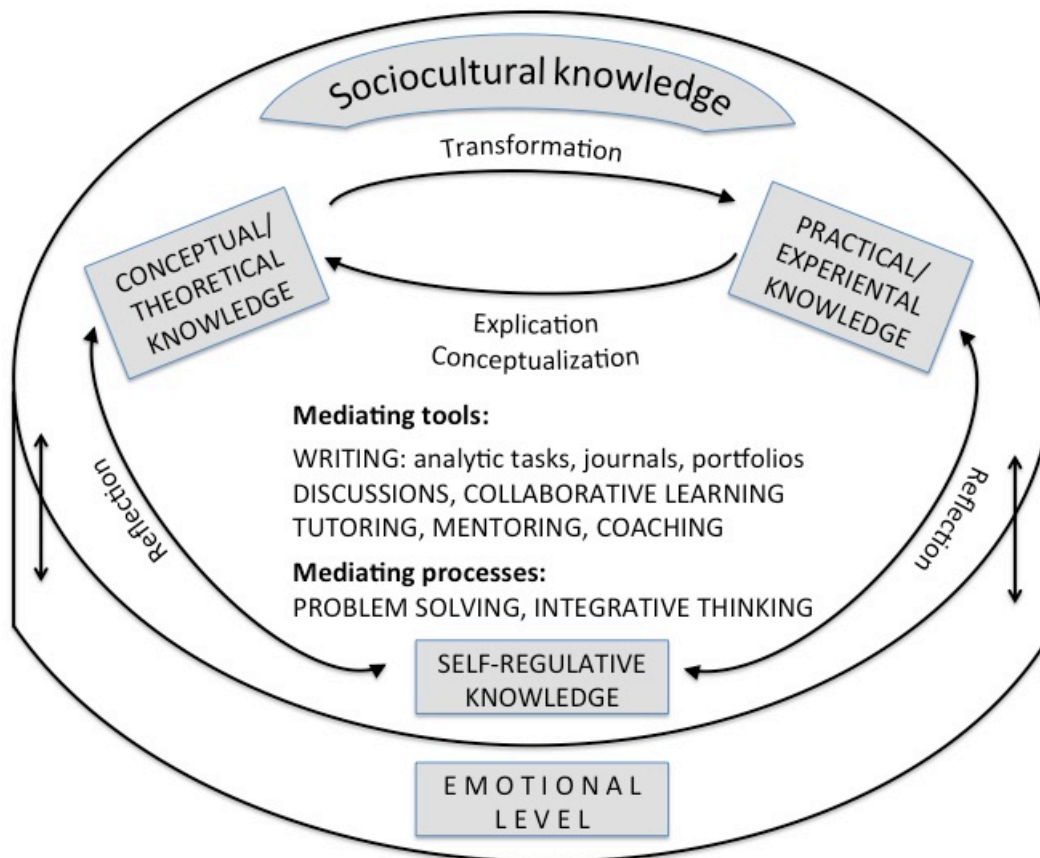 Sociocultural knowledge
Transformation
CONCEPTUAL/
THEORETICAL
KNOWLEDGE
PRACTICAL/
EXPERIENTAL
KNOWLEDGE
Explication
Conceptualization
Mediating tools:
WRITING: analytic tasks, journals, portfolios
DISCUSSIONS, COLLABORATIVE LEARNING
TUTORING, MENTORING, COACHING
Mediating processes:
PROBLEM SOLVING, INTEGRATIVE THINKING
Reflection
Reflection
SELF-REGULATIVE
KNOWLEDGE
EMOTIONAL
LEVEL